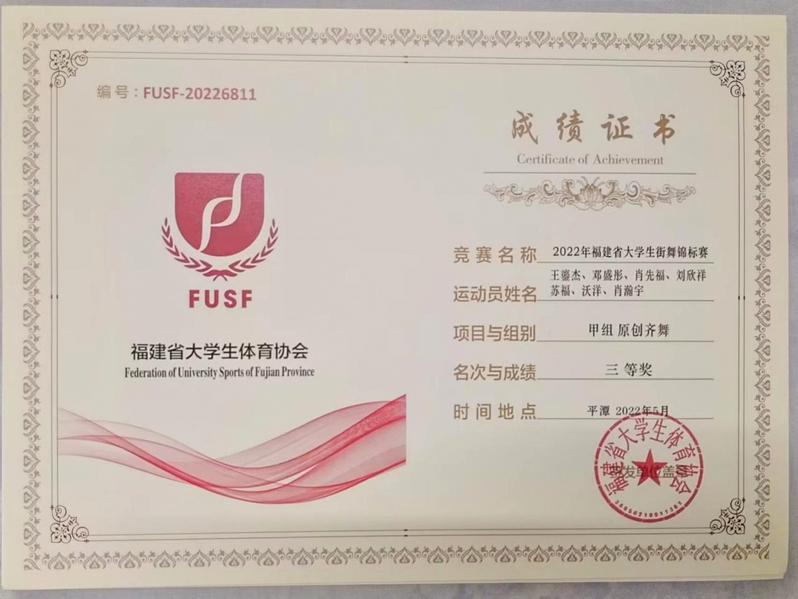 编号：FUSF-20226811
FUSF
福建省大学生体育协会
Federation of University Sports of Fujian Province
成绩证书
Certificate of Achievement
竞赛名称 2022年福建省大学生街舞锦标赛
运动员姓名 王鎏杰、邓盛彤、肖先福、刘欣祥
苏福、沃洋、肖瀚宇
项目与组别 甲组 原创齐舞
名次与成绩 三等奖
时间地点 平潭 2022年5月
福建省大学生体育协会
发单位盖章